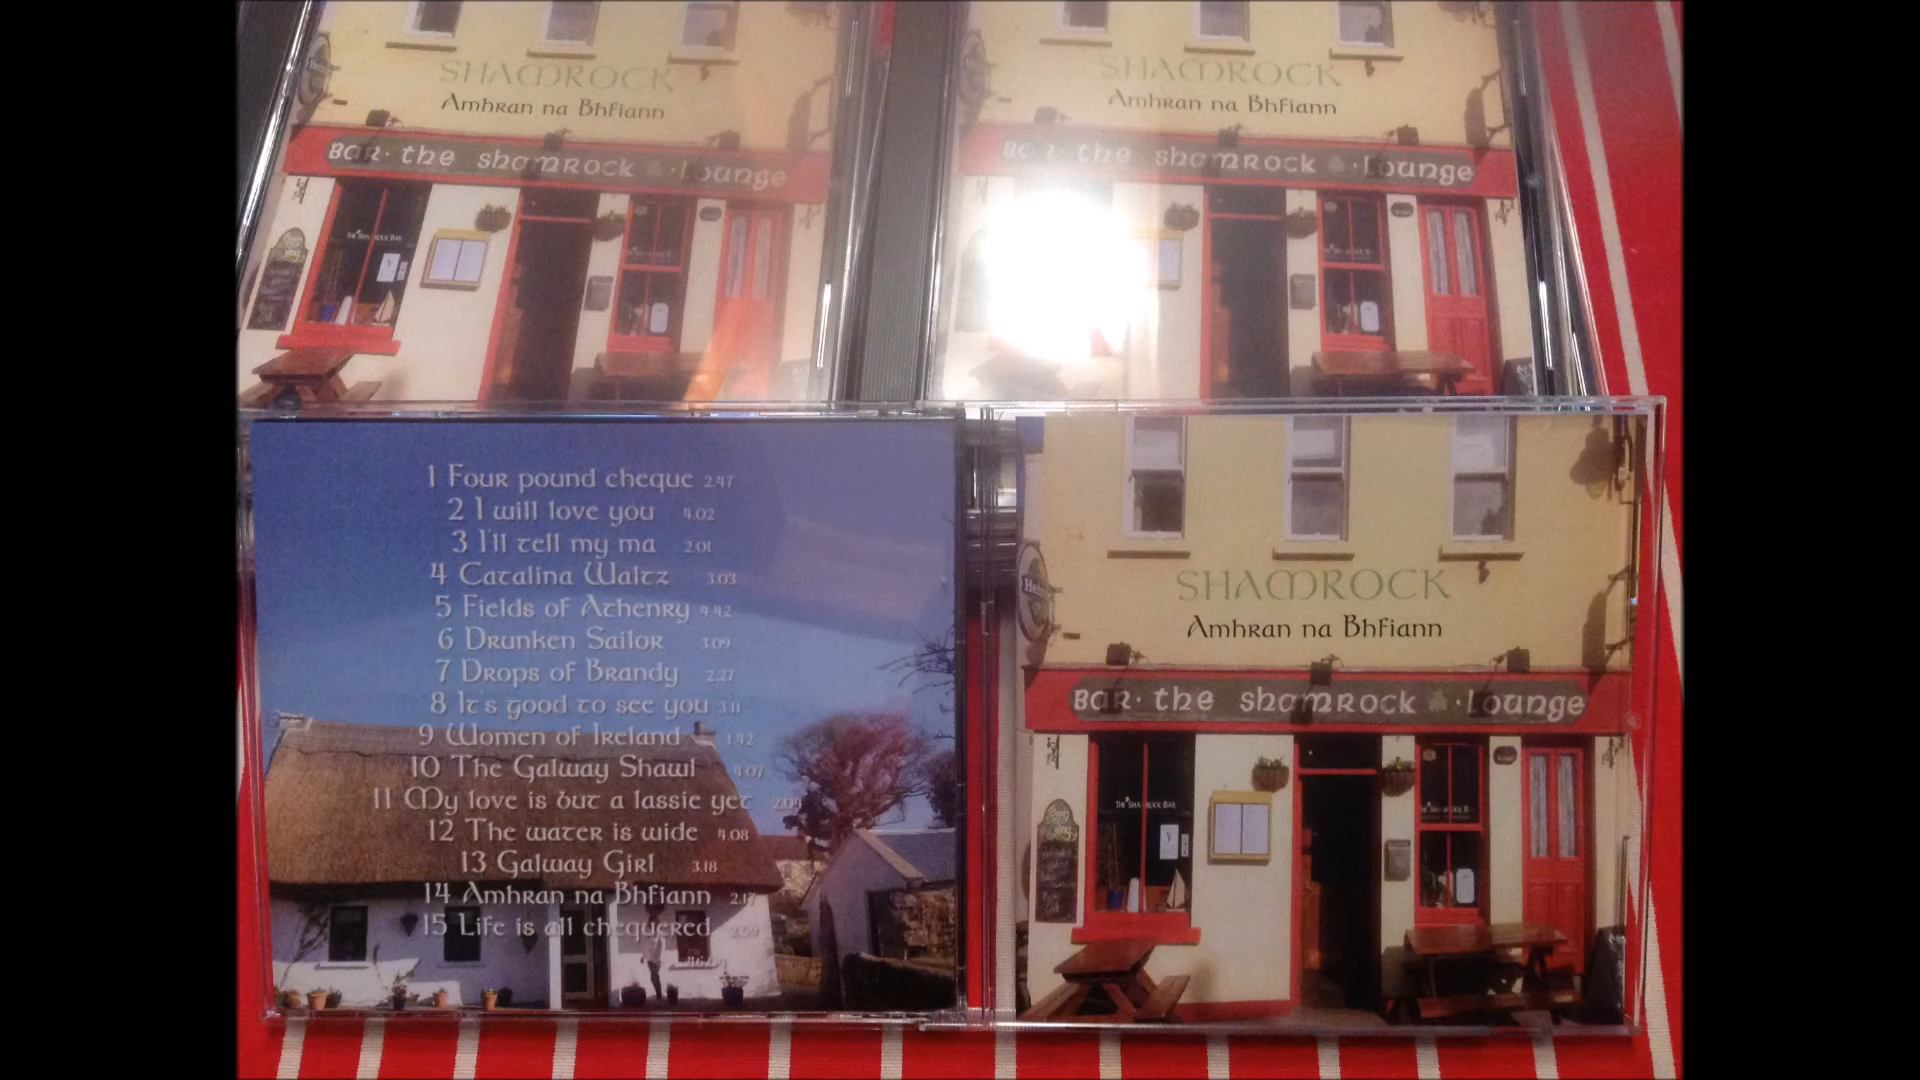 SHAMROCK
Amhran na Bhfiann
BAR · the shamrock · Lounge
SHAMROCK
Amhran na Bhfiann
BAR · the shamrock · Lounge
1 Four pound cheque 2.47
2 I will love you 4.02
3 I'll tell my ma 2.01
4 Catalina Waltz 3.03
5 Fields of Athenry 4.42
6 Drunken Sailor 3.09
7 Drops of Brandy 2.27
8 It's good to see you 3.11
9 Women of Ireland 1.42
10 The Galway Shawl 4.07
11 My love is but a lassie yet 2.04
12 The water is wide 4.08
13 Galway Girl 3.18
14 Amhran na Bhfiann 2.17
15 Life is all chequered
SHAMROCK
Amhran na Bhfiann
BAR · the shamrock · Lounge